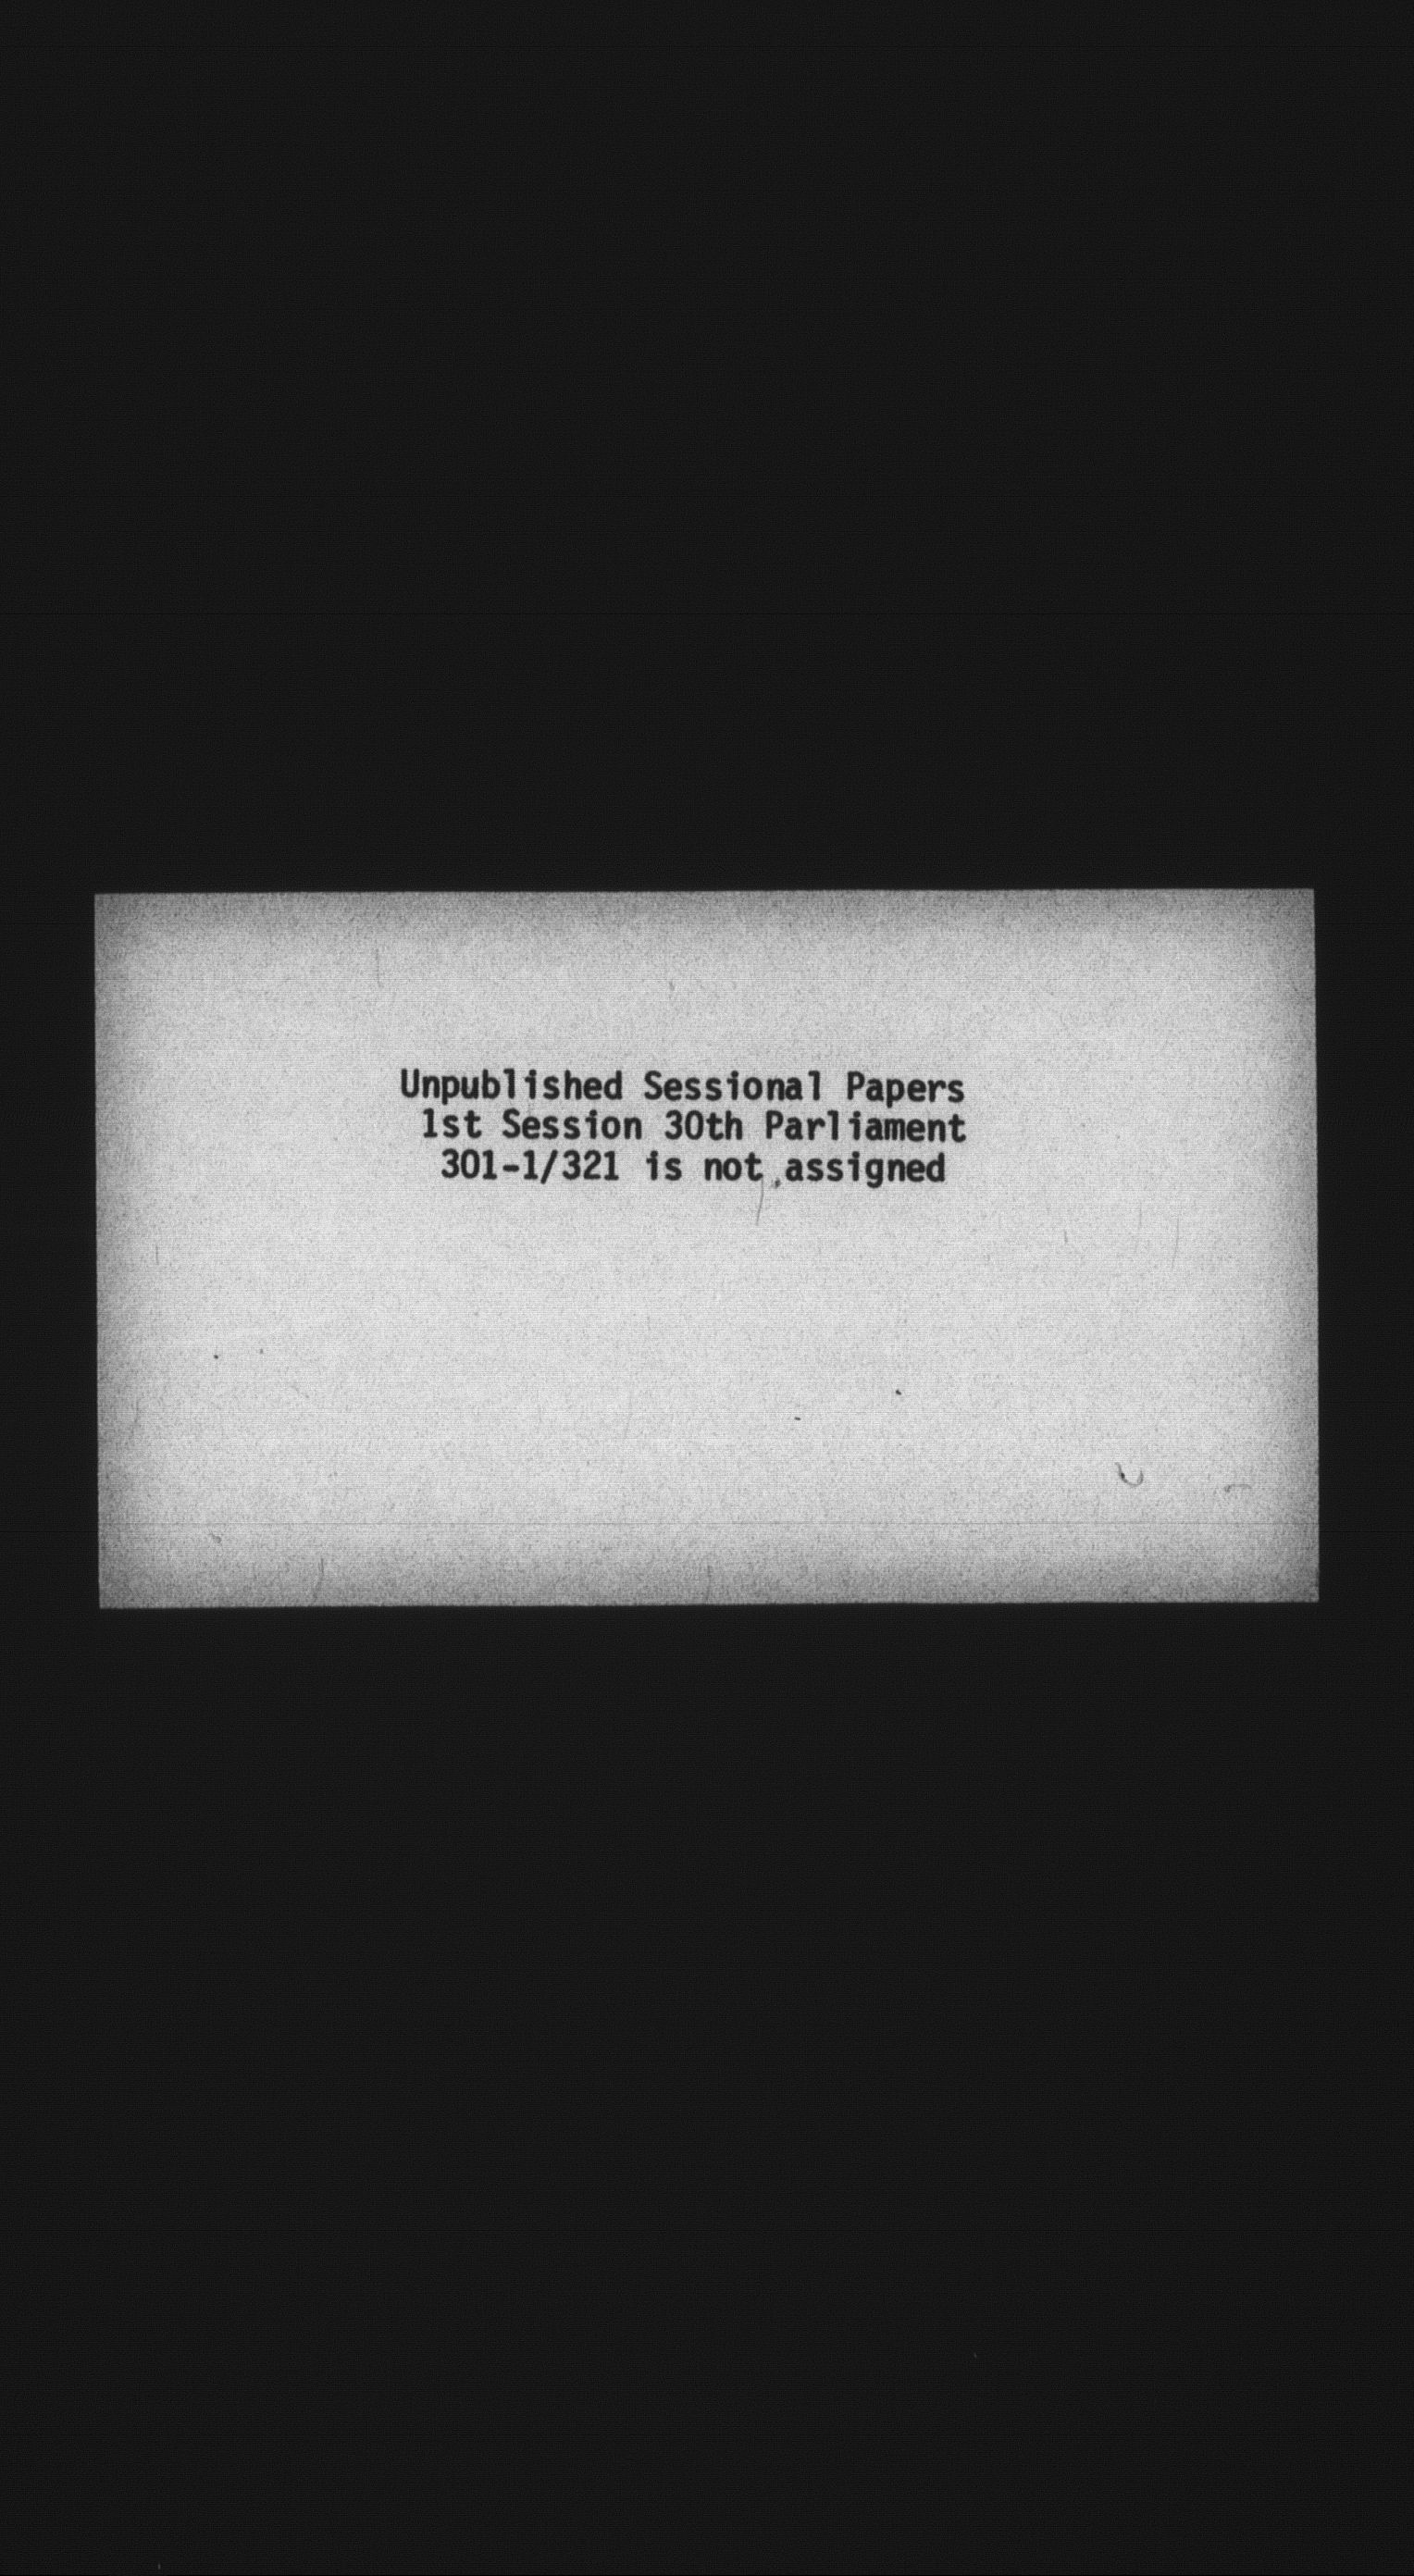 Unpublished Sessional Papers
1st Session 30th Parliament
301-1/321 is not assigned